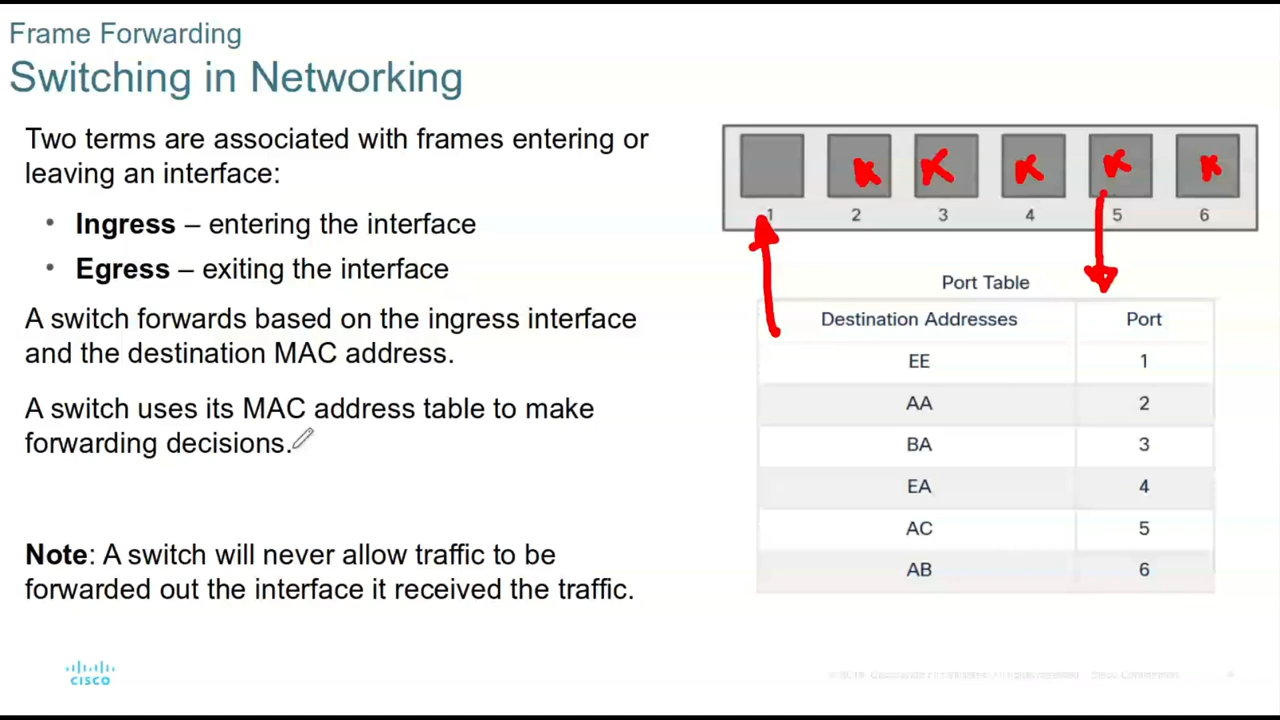 Frame Forwarding
Switching in Networking
Two terms are associated with frames entering or
leaving an interface:
• Ingress – entering the interface
• Egress – exiting the interface
A switch forwards based on the ingress interface
and the destination MAC address.
A switch uses its MAC address table to make
forwarding decisions.
Note: A switch will never allow traffic to be
forwarded out the interface it received the traffic.
1 2 3 4 5 6
Port Table
Destination Addresses Port
EE 1
AA 2
BA 3
EA 4
AC 5
AB 6
CISCO